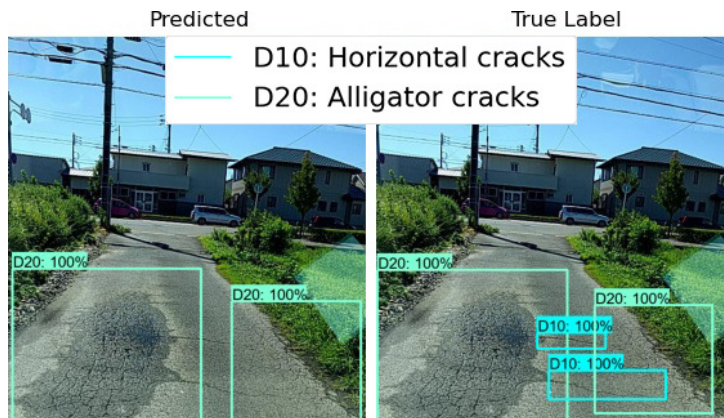 Predicted
True Label
D10: Horizontal cracks
D20: Alligator cracks
D20: 100%
D20: 100%
D20: 100%
D20: 100%
D10: 100%
D10: 100%